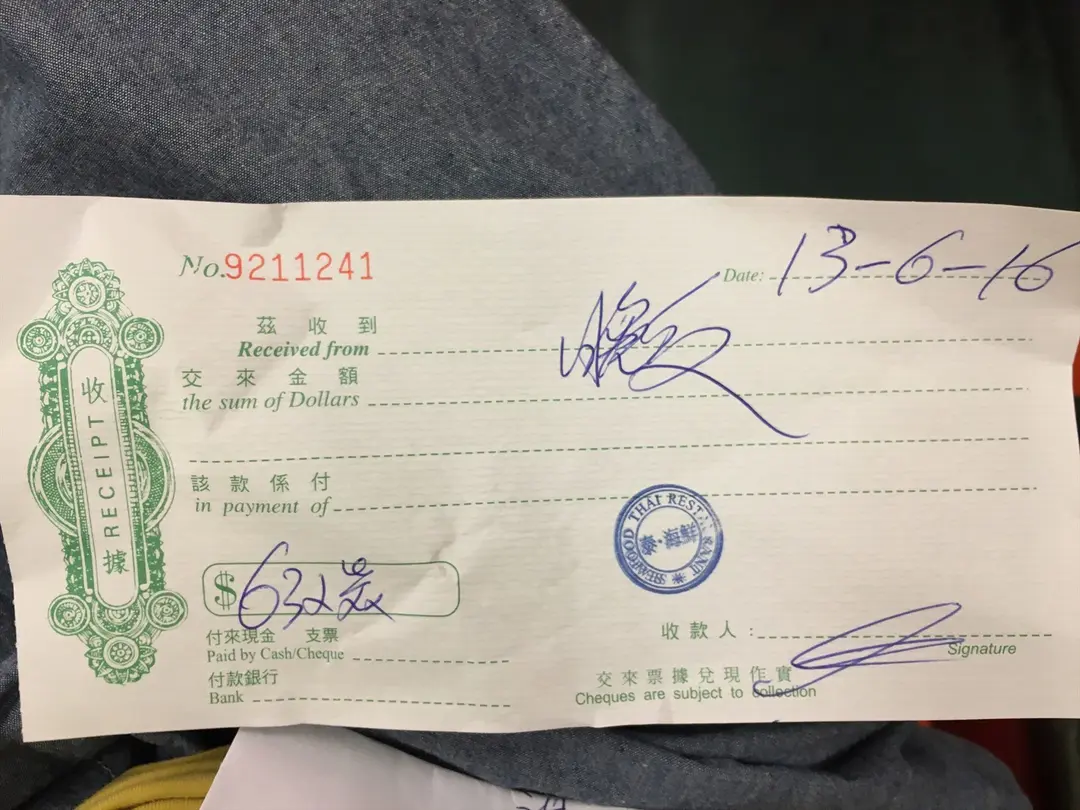 No.9211241
Date: 13-6-16
茲收到
Received from
晚飯
交來金額
the sum of Dollars
該款係付
in payment of
SEAFOOD THAI RESTAURANT
$632
付來現金 支票
Paid by Cash/Cheque
付款銀行
Bank
收款人:
Signature
交來票據兌現作實
Cheques are subject to collection
收據 RECEIPT